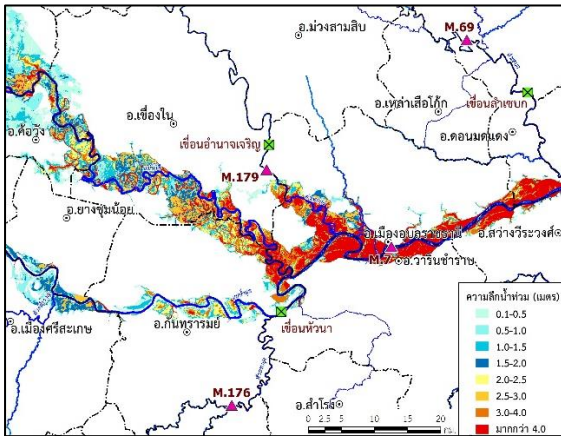 อ.ม่วงสามสิบ
M.69
อ.เขื่องใน
อ.เหล่าเสือโก้ก
เขื่อนลำเซบก
อ.ค้อวัง
เขื่อนอำนาจเจริญ
อ.ดอนมดแดง
M.179
อ.ยางชุมน้อย
อ.เมืองอุบลราชธานี
อ.สว่างวีระวงศ์
M.7
อ.วารินชำราบ
ความลึกน้ำท่วม (เมตร)
0.1-0.5
0.5-1.0
1.0-1.5
1.5-2.0
2.0-2.5
2.5-3.0
3.0-4.0
มากกว่า 4.0
อ.เมืองศรีสะเกษ
อ.กันทรารมย์
เขื่อนหัวนา
M.176
อ.สำโรง
0 2.5 5 10 15 20
กม.